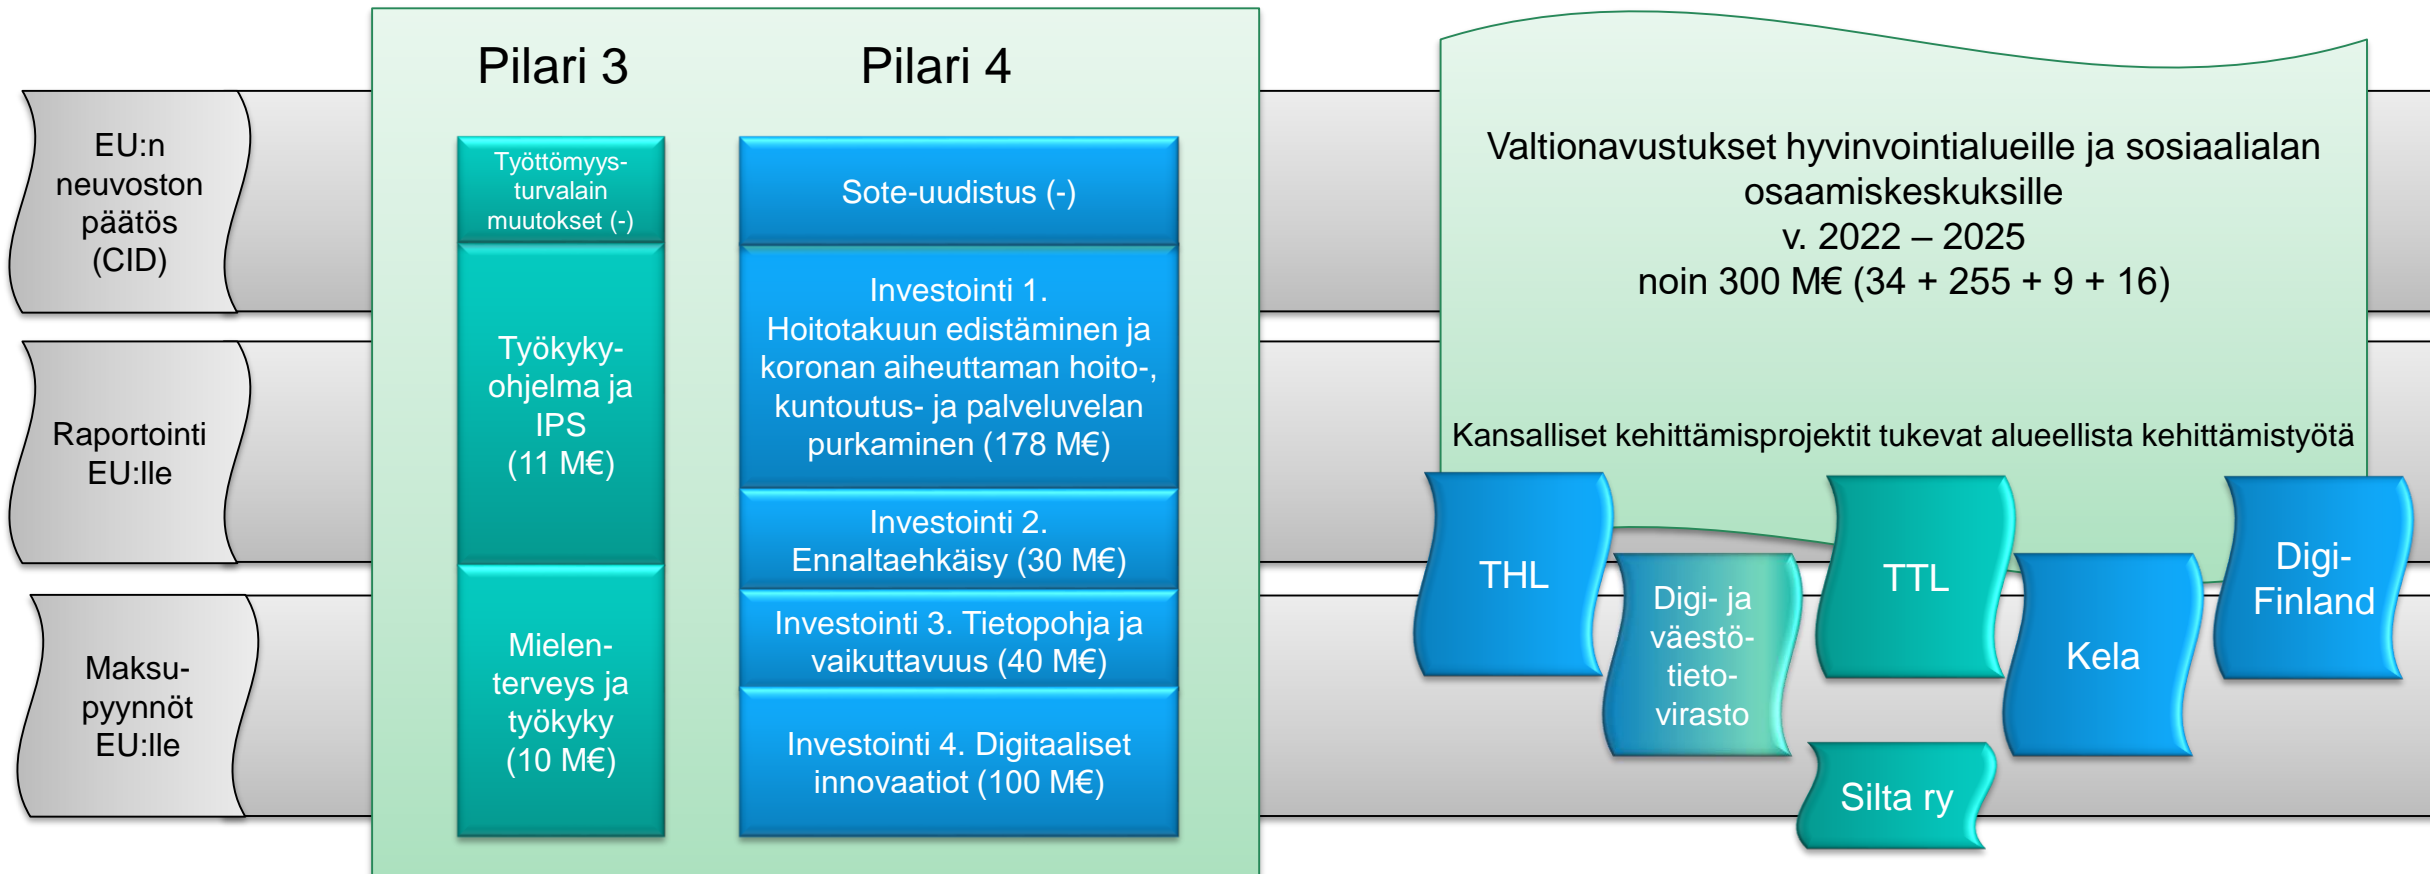 EU:n
neuvoston
päätös
(CID)
Raportointi
EU:lle
Maksu-
pyynnöt
EU:lle
Pilari 3
Työttömyys-
turvalain
muutokset (-)
Työkyky-
ohjelma ja
IPS
(11 M€)
Mielen-
terveys ja
työkyky
(10 M€)
Pilari 4
Sote-uudistus (-)
Investointi 1.
Hoitotakuun edistäminen ja
koronan aiheuttaman hoito-,
kuntoutus- ja palveluvelan
purkaminen (178 M€)
Investointi 2.
Ennaltaehkäisy (30 M€)
Investointi 3. Tietopohja ja
vaikuttavuus (40 M€)
Investointi 4. Digitaaliset
innovaatiot (100 M€)
Valtionavustukset hyvinvointialueille ja sosiaalialan
osaamiskeskuksille
v. 2022 – 2025
noin 300 M€ (34 + 255 + 9 + 16)
Kansalliset kehittämisprojektit tukevat alueellista kehittämistyötä
THL
Digi- ja
väestö-
tieto-
virasto
TTL
Kela
Digi-
Finland
Silta ry